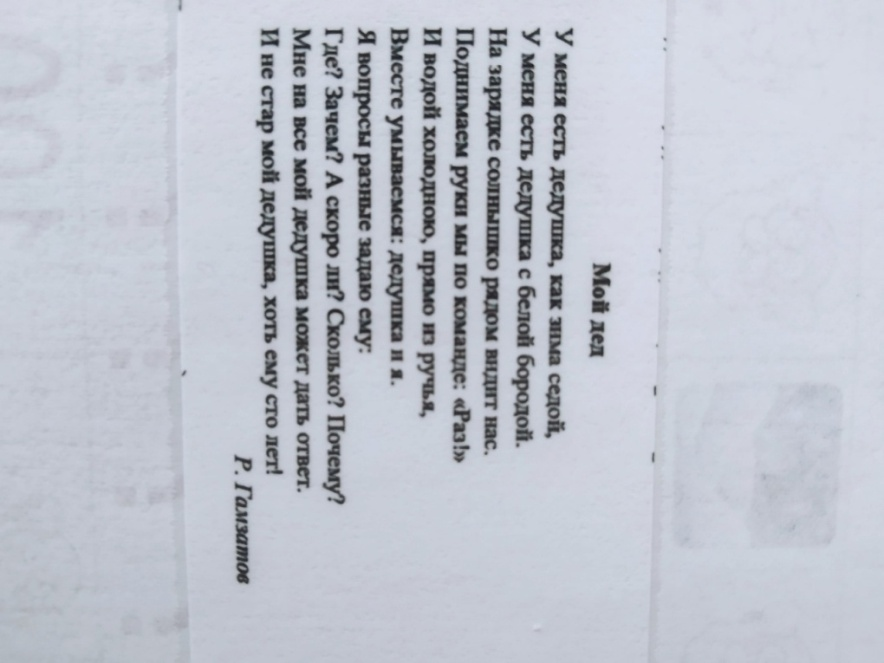 Мой дед
У меня есть дедушка, как зима седой,
У меня есть дедушка с белой бородой.
На зарядке солнышко рядом видит нас.
Поднимаем руки мы по команде: «Раз!»
И водой холодною, прямо из ручья,
Вместе умываемся: дедушка и я.
Я вопросы разные задаю ему:
Где? Зачем? А скоро ли? Сколько? Почему?
Мне на все мой дедушка может дать ответ.
И не стар мой дедушка, хоть ему сто лет!
Р. Гамзатов